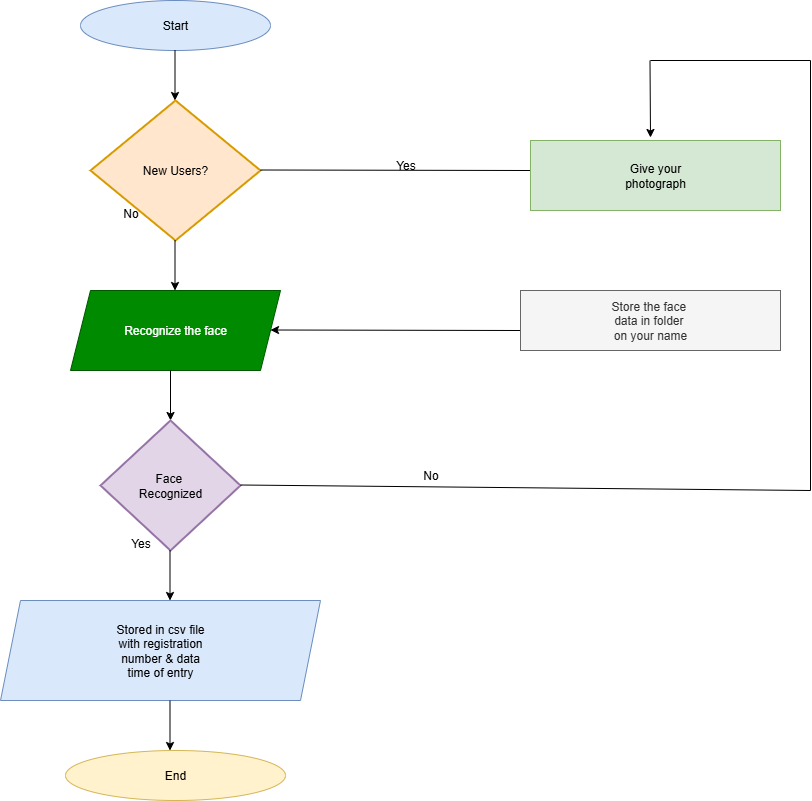 Start
New Users?
Yes
Give your
photograph
No
Recognize the face
Store the face
data in folder
on your name
Face
Recognized
No
Yes
Stored in csv file
with registration
number & data
time of entry
End